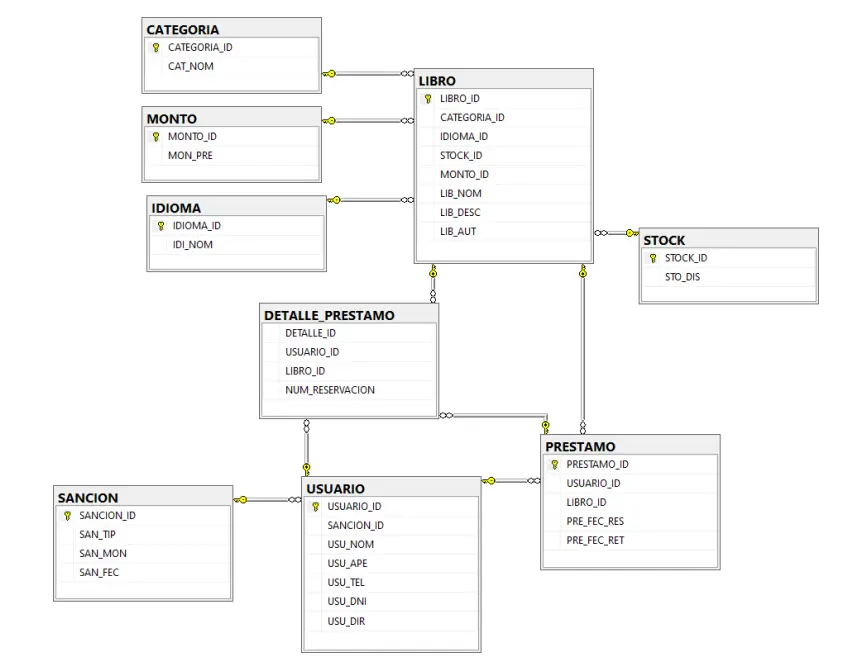 CATEGORIA
CATEGORIA_ID
CAT_NOM
MONTO
MONTO_ID
MON_PRE
IDIOMA
IDIOMA_ID
IDI_NOM
LIBRO
LIBRO_ID
CATEGORIA_ID
IDIOMA_ID
STOCK_ID
MONTO_ID
LIB_NOM
LIB_DESC
LIB_AUT
STOCK
STOCK_ID
STO_DIS
DETALLE_PRESTAMO
DETALLE_ID
USUARIO_ID
LIBRO_ID
NUM_RESERVACION
PRESTAMO
PRESTAMO_ID
USUARIO_ID
LIBRO_ID
PRE_FEC_RES
PRE_FEC_RET
SANCION
SANCION_ID
SAN_TIP
SAN_MON
SAN_FEC
USUARIO
USUARIO_ID
SANCION_ID
USU_NOM
USU_APE
USU_TEL
USU_DNI
USU_DIR